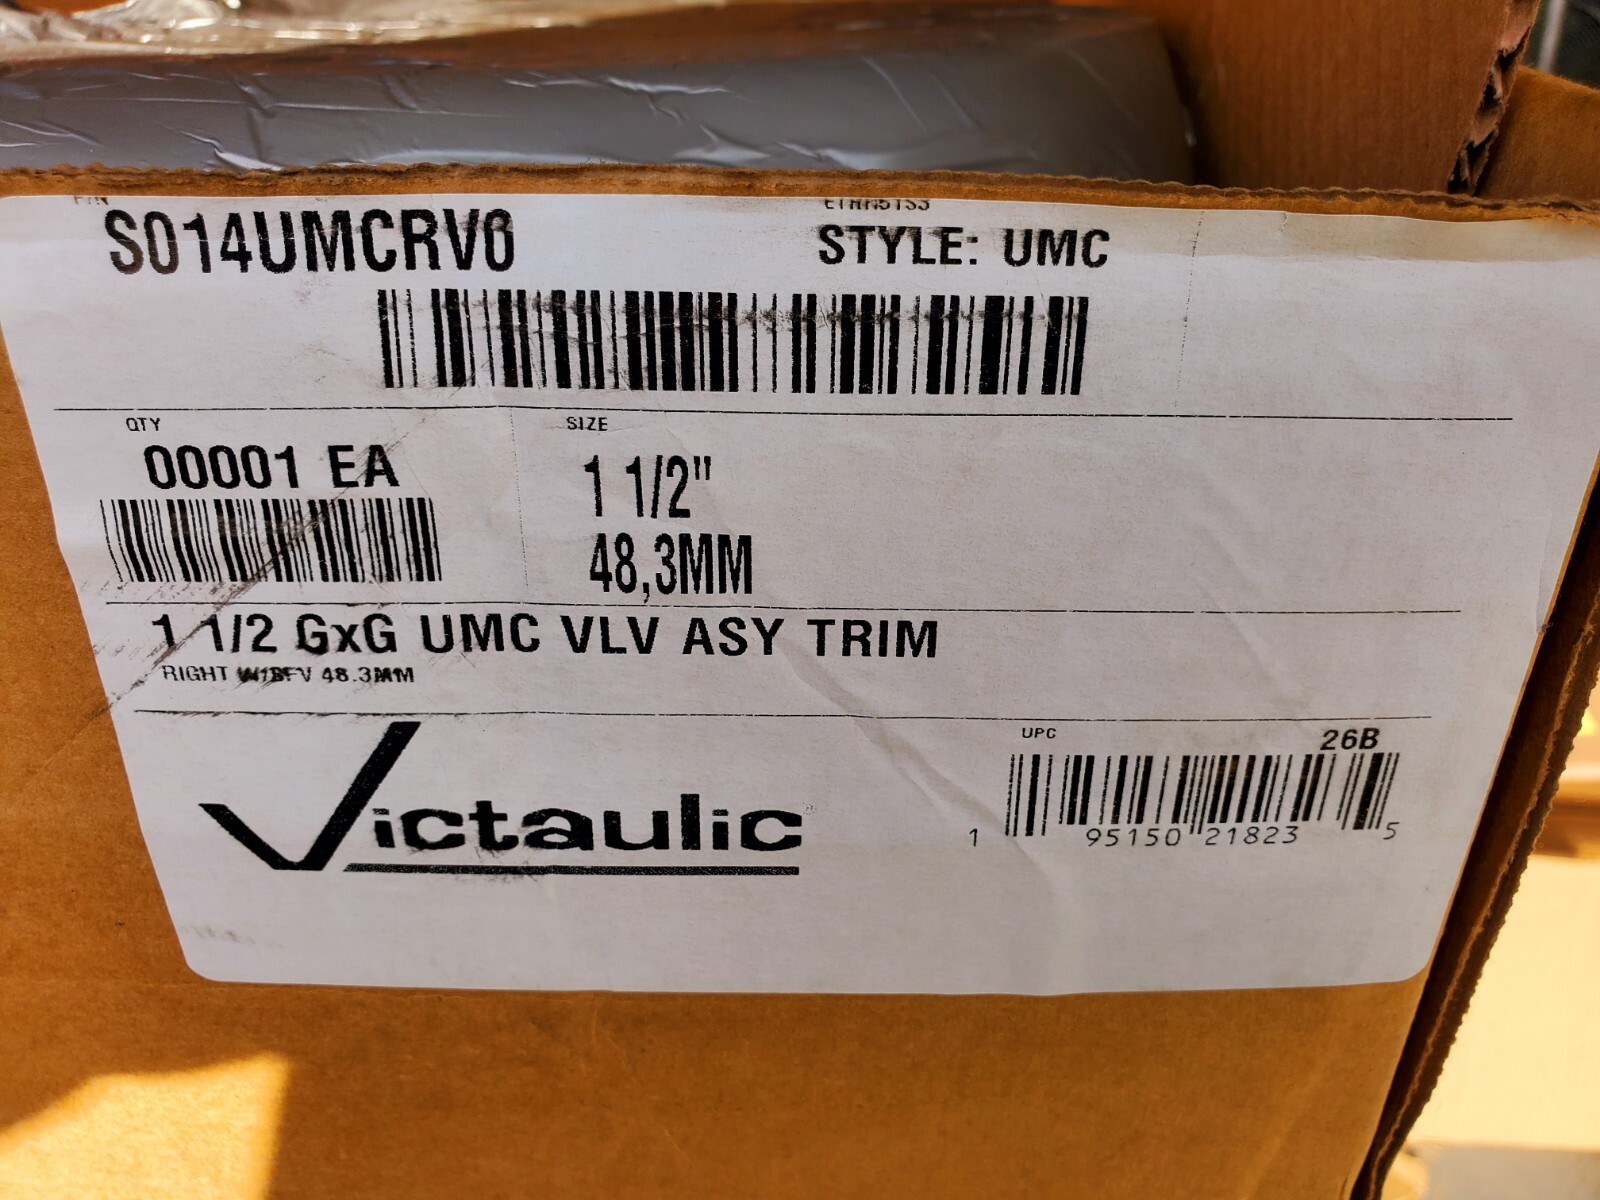 P/N
S014UMCRV0
STYLE: UMC
QTY
00001 EA
SIZE
1 1/2"
48,3MM
1 1/2 GxG UMC VLV ASY TRIM
RIGHT W/BFV 48.3MM
Victaulic
UPC
26B
1 95150 21823 5